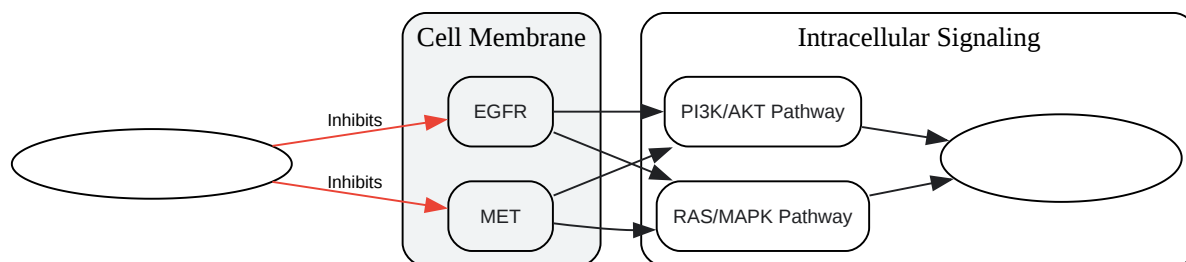 Cell Membrane
Intracellular Signaling
Inhibits
EGFR
PI3K/AKT Pathway
Inhibits
MET
RAS/MAPK Pathway